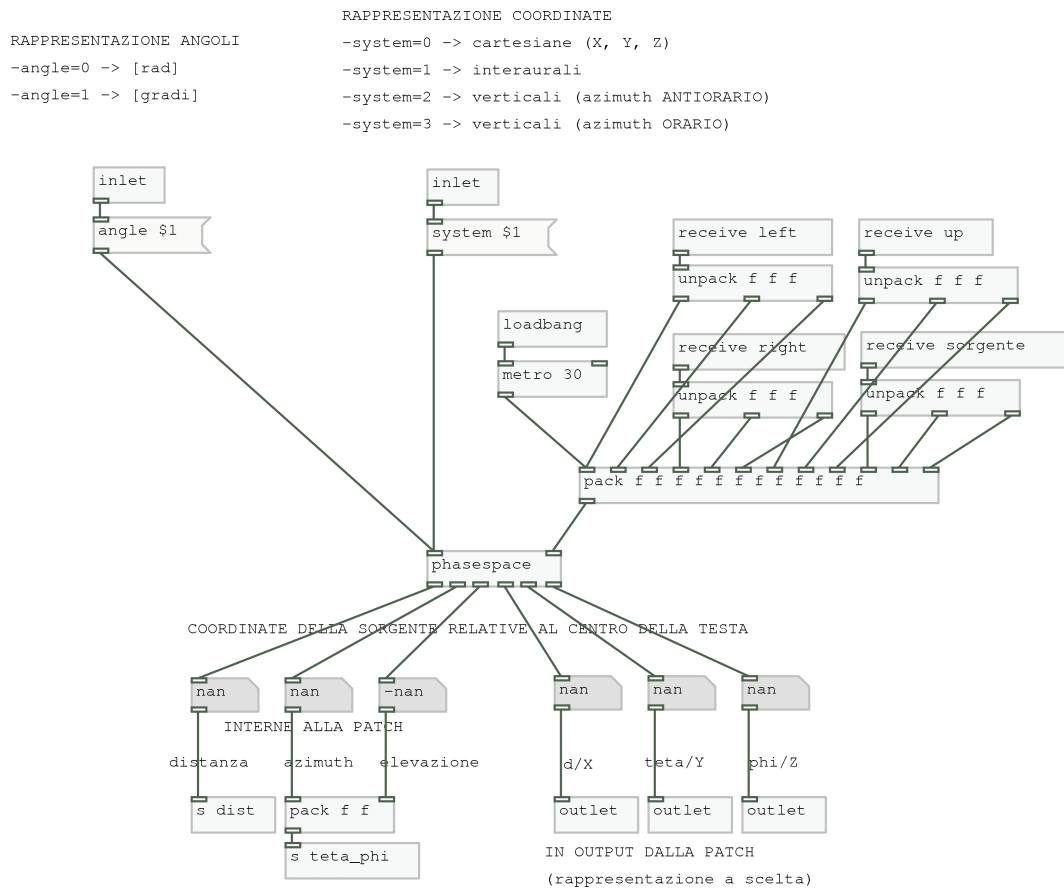 RAPPRESENTAZIONE COORDINATE
RAPPRESENTAZIONE ANGOLI
-system=0 -> cartesiane (X, Y, Z)
-angle=0 -> [rad]
-system=1 -> interaurali
-angle=1 -> [gradi]
-system=2 -> verticali (azimuth ANTIORARIO)
-system=3 -> verticali (azimuth ORARIO)
inlet
inlet
angle $1
system $1
receive left
receive up
unpack f f f
unpack f f f
loadbang
receive right
receive sorgente
metro 30
unpack f f f
unpack f f f
pack f f f f f f f f f f f f
phasespace
COORDINATE DELLA SORGENTE RELATIVE AL CENTRO DELLA TESTA
nan
nan
-nan
nan
nan
nan
INTERNE ALLA PATCH
distanza
azimuth
elevazione
d/X
teta/Y
phi/Z
s dist
pack f f
outlet
outlet
outlet
s teta_phi
IN OUTPUT DALLA PATCH
(rappresentazione a scelta)